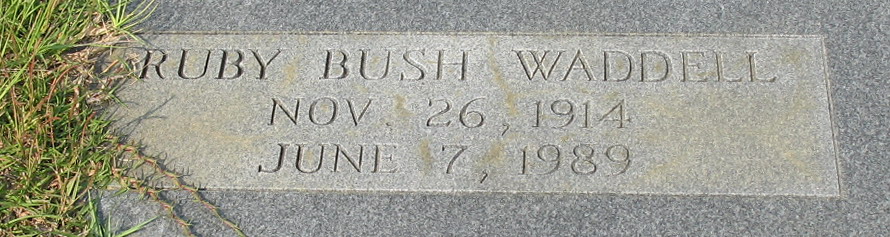 RUBY BUSH WADDELL
NOV. 26, 1914
JUNE 7, 1989